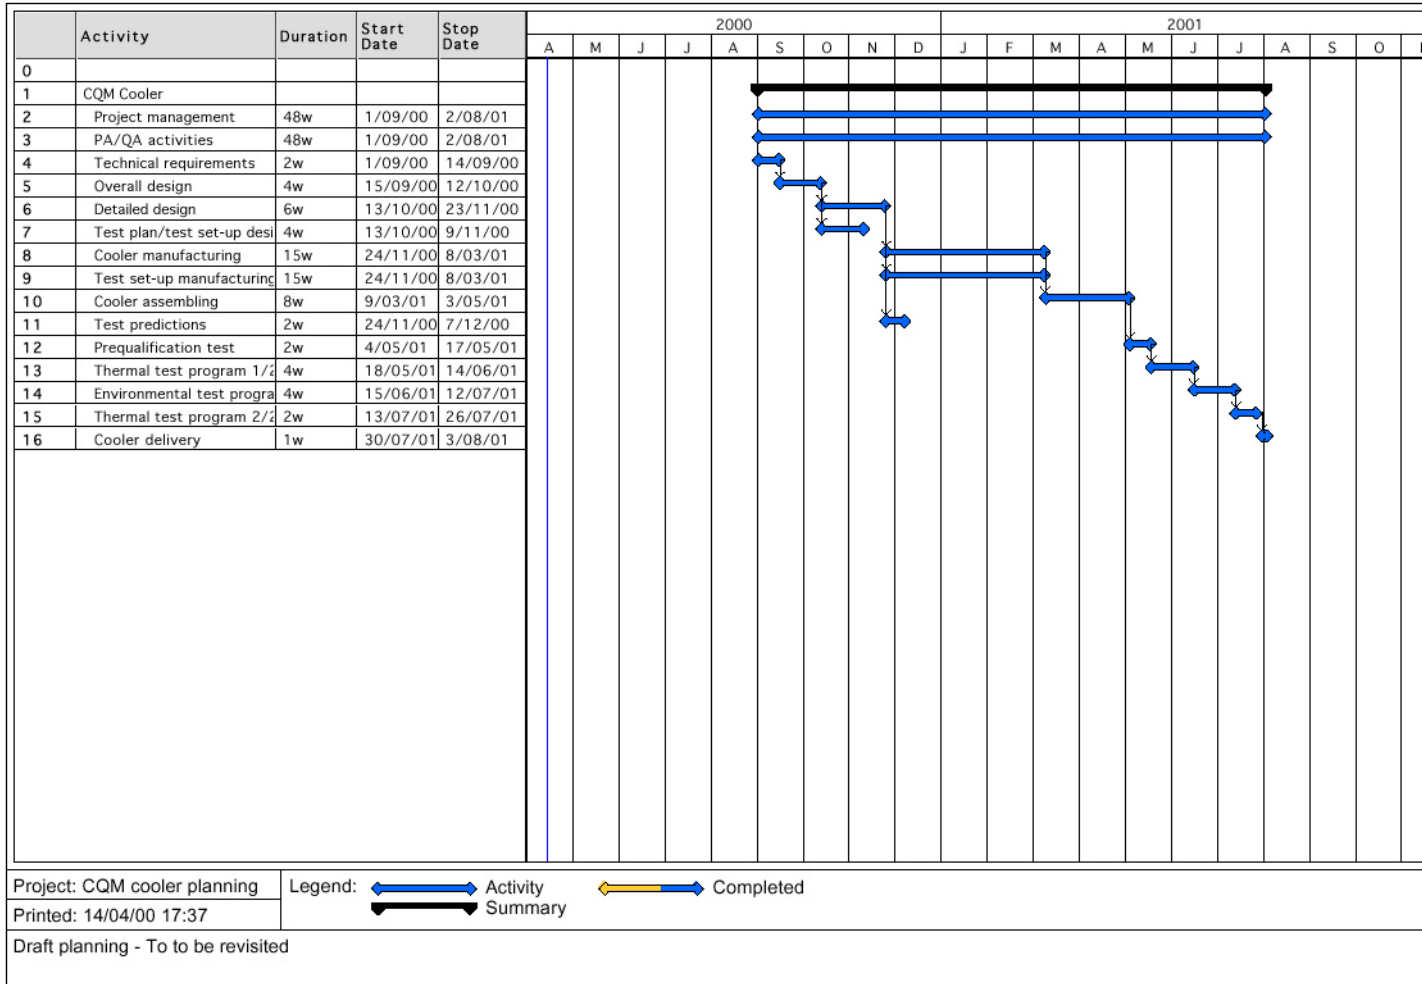 2000 2001
Activity Duration Start Date Stop Date
A M J J A S O N D J F M A M J J A S O
0
1 CQM Cooler
2 Project management 48w 1/09/00 2/08/01
3 PA/QA activities 48w 1/09/00 2/08/01
4 Technical requirements 2w 1/09/00 14/09/00
5 Overall design 4w 15/09/00 12/10/00
6 Detailed design 6w 13/10/00 23/11/00
7 Test plan/test set-up desi 4w 13/10/00 9/11/00
8 Cooler manufacturing 15w 24/11/00 8/03/01
9 Test set-up manufacturing 15w 24/11/00 8/03/01
10 Cooler assembling 8w 9/03/01 3/05/01
11 Test predictions 2w 24/11/00 7/12/00
12 Prequalification test 2w 4/05/01 17/05/01
13 Thermal test program 1/2 4w 18/05/01 14/06/01
14 Environmental test progra 4w 15/06/01 12/07/01
15 Thermal test program 2/2 2w 13/07/01 26/07/01
16 Cooler delivery 1w 30/07/01 3/08/01
Project: CQM cooler planning Legend: Activity Completed
Summary
Printed: 14/04/00 17:37
Draft planning - To to be revisited